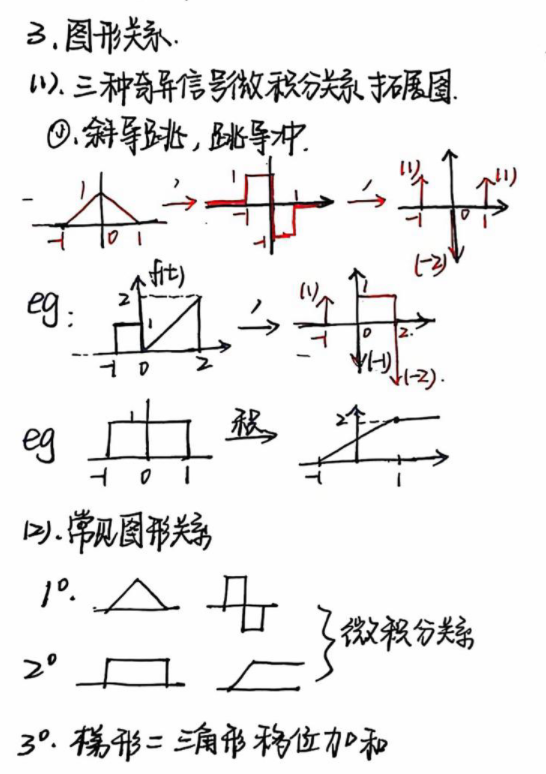 3.图形关系.
(1).三种奇异信号微积分关系拓展图.
①.斜导跳,跳导冲.
1 ' 1 1 ' (1) (1)
-1 0 1 -1 -1 0 1
(-2)
eg: 2 f(t) (1) 1
1 ' -1 0 2
-1 0 2 (-1) (-2).
eg 1 积 2
-1 0 1 -1 1
(2).常见图形关系
1°.
微积分关系
2°
3°.梯形=三角形移位加和